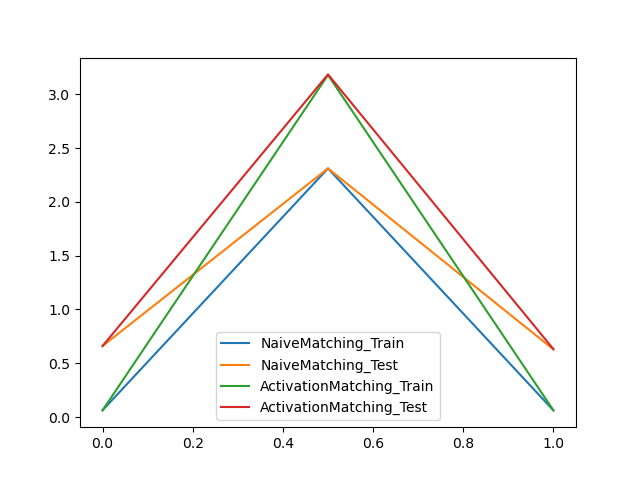 3.0
2.5
2.0
1.5
1.0
0.5
0.0
NaiveMatching_Train
NaiveMatching_Test
ActivationMatching_Train
ActivationMatching_Test
0.0 0.2 0.4 0.6 0.8 1.0